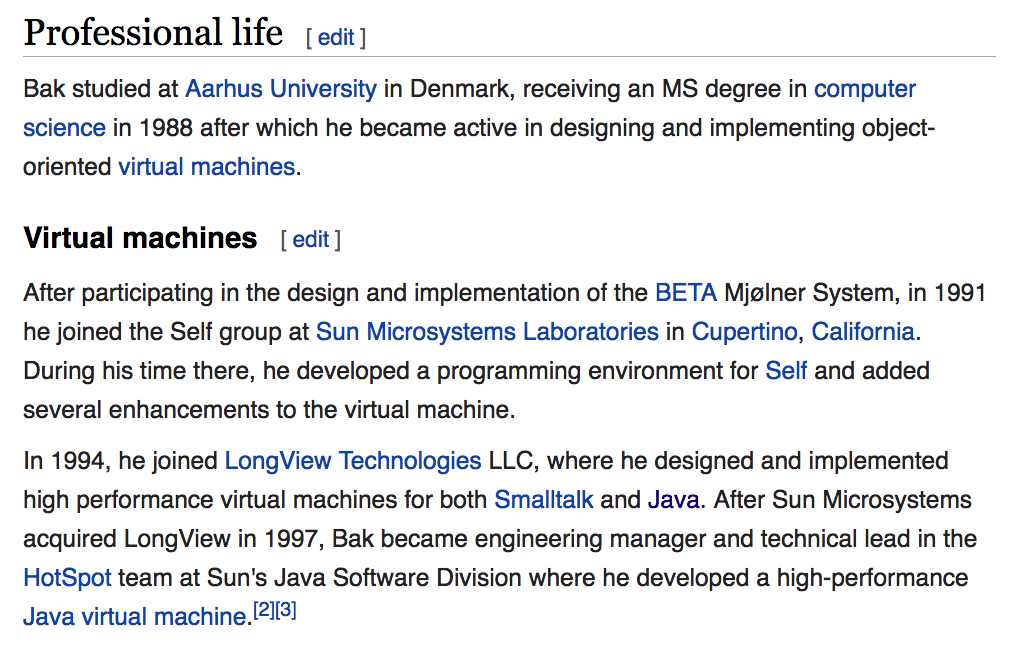 Professional life [ edit ]
Bak studied at Aarhus University in Denmark, receiving an MS degree in computer
science in 1988 after which he became active in designing and implementing object-
oriented virtual machines.
Virtual machines [ edit ]
After participating in the design and implementation of the BETA Mjølner System, in 1991
he joined the Self group at Sun Microsystems Laboratories in Cupertino, California.
During his time there, he developed a programming environment for Self and added
several enhancements to the virtual machine.
In 1994, he joined LongView Technologies LLC, where he designed and implemented
high performance virtual machines for both Smalltalk and Java. After Sun Microsystems
acquired LongView in 1997, Bak became engineering manager and technical lead in the
HotSpot team at Sun's Java Software Division where he developed a high-performance
Java virtual machine.[2][3]